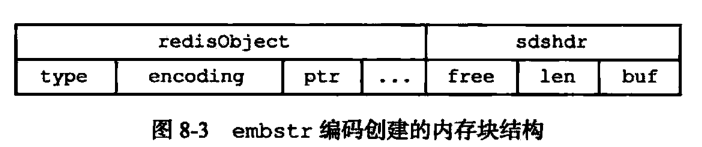 redisObject sdshdr
type encoding ptr ... free len buf
图 8-3 embstr 编码创建的内存块结构